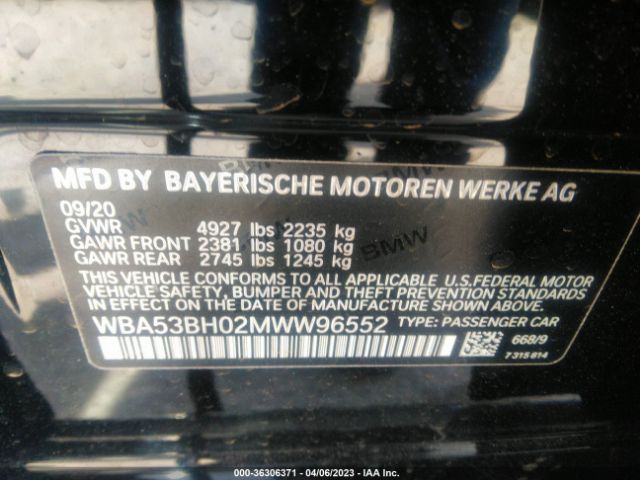 MFD BY BAYERISCHE MOTOREN WERKE AG
09/20
GVWR 4927 lbs 2235 kg
GAWR FRONT 2381 lbs 1080 kg
GAWR REAR 2745 lbs 1245 kg
THIS VEHICLE CONFORMS TO ALL APPLICABLE U.S.FEDERAL MOTOR
VEHICLE SAFETY, BUMPER AND THEFT PREVENTION STANDARDS
IN EFFECT ON THE DATE OF MANUFACTURE SHOWN ABOVE.
WBA53BH02MWW96552 TYPE: PASSENGER CAR
668/9
7315814
BMW
000-36306371 - 04/06/2023 - IAA Inc.